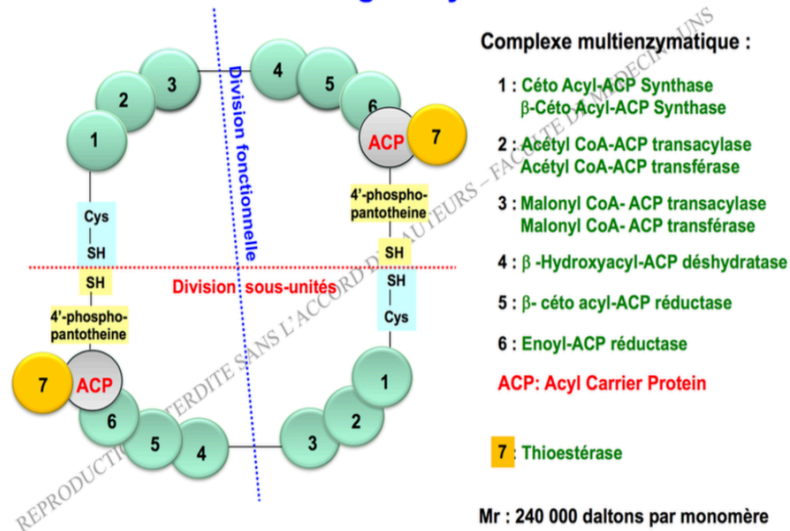 Complexe multienzymatique :
1 : Céto Acyl-ACP Synthase
β-Céto Acyl-ACP Synthase
2 : Acétyl CoA-ACP transacylase
Acétyl CoA-ACP transférase
3 : Malonyl CoA- ACP transacylase
Malonyl CoA- ACP transférase
4 : β -Hydroxyacyl-ACP déshydratase
5 : β- céto acyl-ACP réductase
6 : Enoyl-ACP réductase
ACP: Acyl Carrier Protein
7 : Thioestérase
Mr : 240 000 daltons par monomère
1
2
3
4
5
6
ACP
7
Division fonctionnelle
Cys
SH
4'-phospho-
pantotheine
SH
Division sous-unités
SH
4'-phospho-
pantotheine
SH
Cys
7
ACP
6
5
4
3
2
1